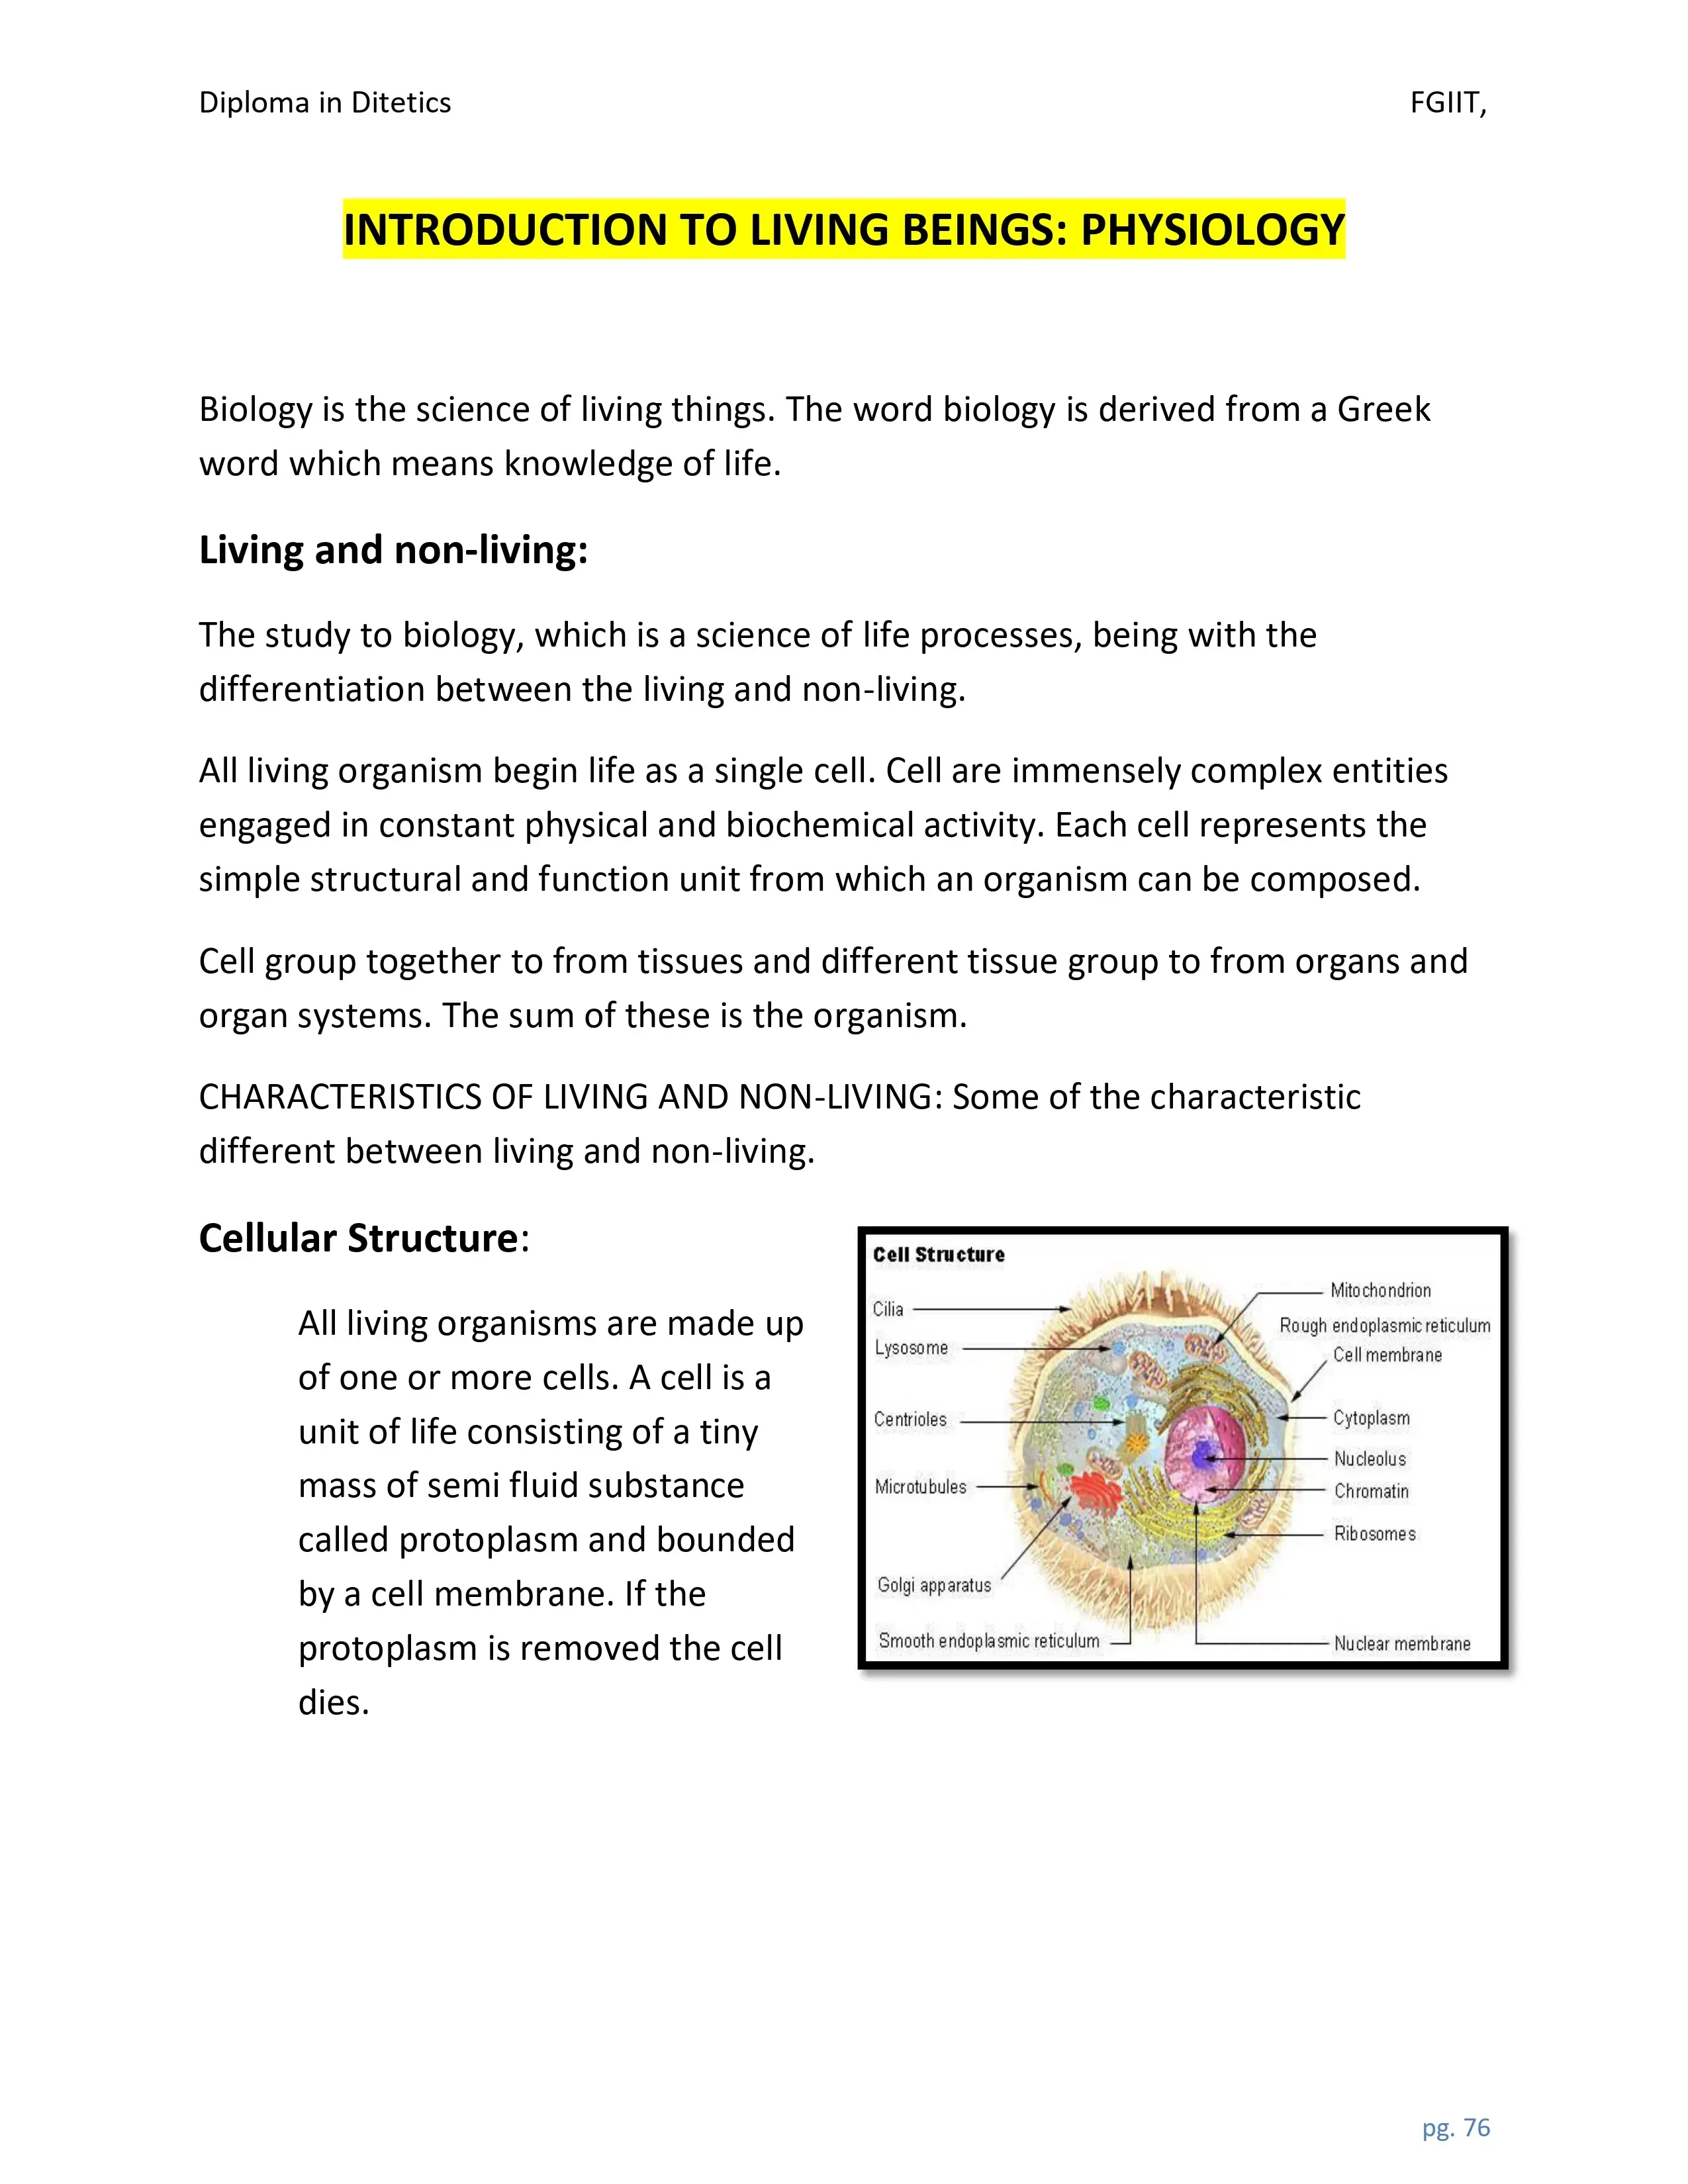 Diploma in Ditetics FGIIT,
INTRODUCTION TO LIVING BEINGS: PHYSIOLOGY
Biology is the science of living things. The word biology is derived from a Greek
word which means knowledge of life.
Living and non-living:
The study to biology, which is a science of life processes, being with the
differentiation between the living and non-living.
All living organism begin life as a single cell. Cell are immensely complex entities
engaged in constant physical and biochemical activity. Each cell represents the
simple structural and function unit from which an organism can be composed.
Cell group together to from tissues and different tissue group to from organs and
organ systems. The sum of these is the organism.
CHARACTERISTICS OF LIVING AND NON-LIVING: Some of the characteristic
different between living and non-living.
Cellular Structure:
All living organisms are made up
of one or more cells. A cell is a
unit of life consisting of a tiny
mass of semi fluid substance
called protoplasm and bounded
by a cell membrane. If the
protoplasm is removed the cell
dies.
Cell Structure
Cilia
Lysosome
Centrioles
Microtubules
Golgi apparatus
Smooth endoplasmic reticulum
Mitochondrion
Rough endoplasmic reticulum
Cell membrane
Cytoplasm
Nucleolus
Chromatin
Ribosomes
Nuclear membrane
pg. 76